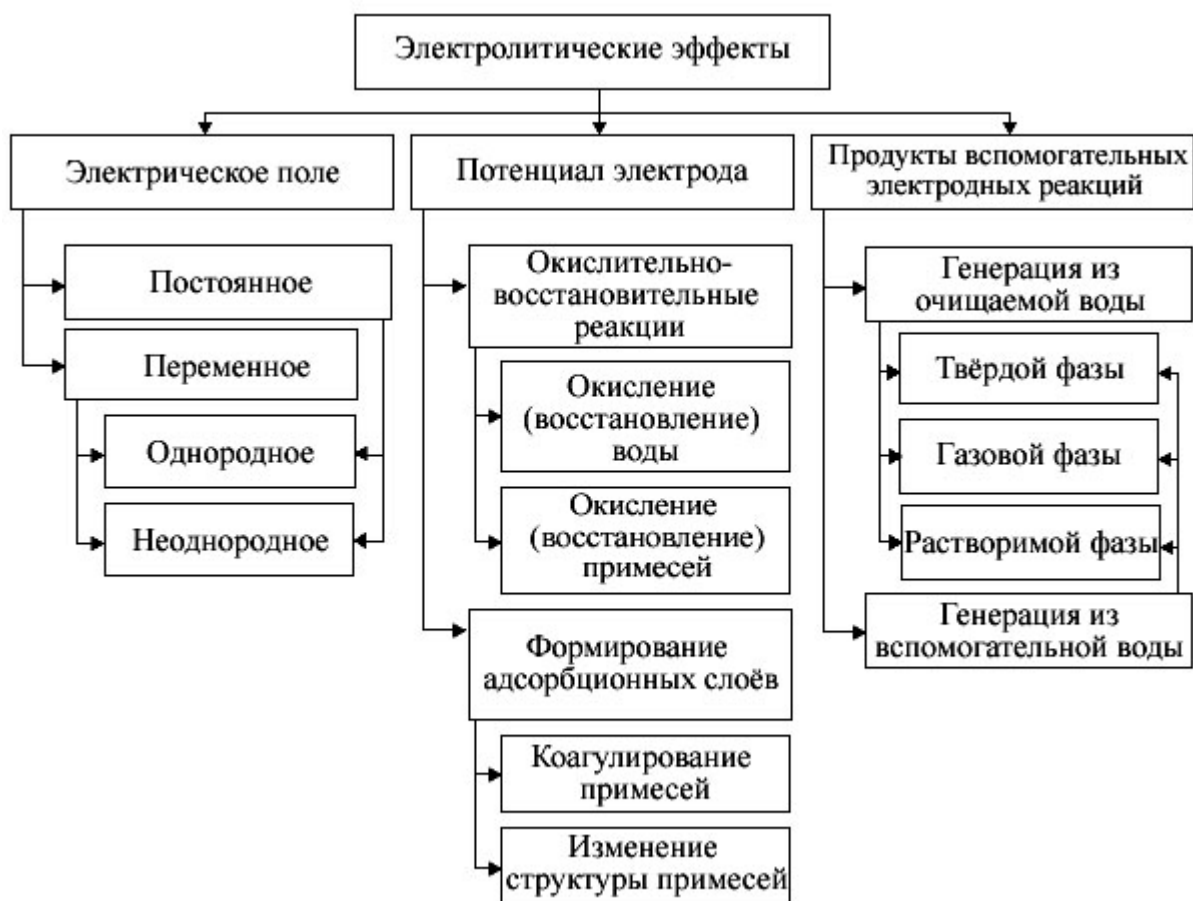 Электролитические эффекты
Электрическое поле
Постоянное
Переменное
Однородное
Неоднородное
Потенциал электрода
Окислительно-
восстановительные
реакции
Окисление
(восстановление)
воды
Окисление
(восстановление)
примесей
Формирование
адсорбционных слоёв
Коагулирование
примесей
Изменение
структуры примесей
Продукты вспомогательных
электродных реакций
Генерация из
очищаемой воды
Твёрдой фазы
Газовой фазы
Растворимой фазы
Генерация из
вспомогательной воды